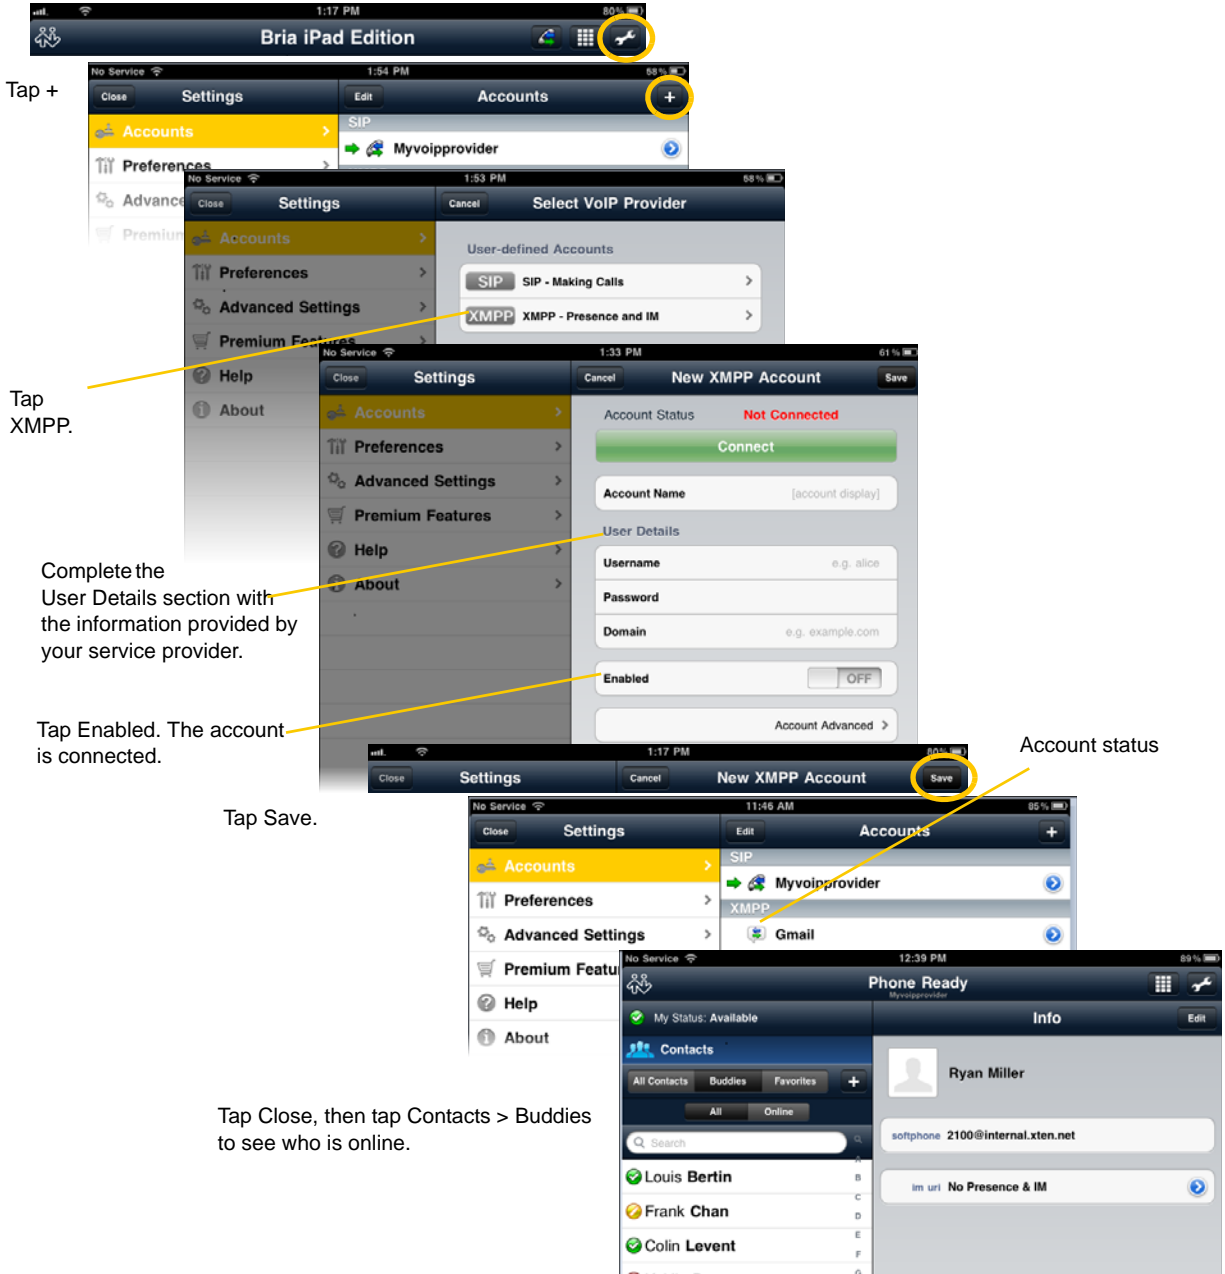 1:17 PM 80%
Bria iPad Edition
Tap +
No Service 1:54 PM 58%
Close Settings Edit Accounts +
Accounts > SIP
Myvoipprovider
Preferences >
Advance
Premiun
No Service 1:53 PM 58%
Close Settings Cancel Select VoIP Provider
Accounts >
User-defined Accounts
Preferences >
SIP SIP - Making Calls >
Advanced Settings >
XMPP XMPP - Presence and IM >
Premium Features >
Help
About
Tap
XMPP.
No Service 1:33 PM 61%
Close Settings Cancel New XMPP Account Save
Accounts >
Account Status Not Connected
Preferences >
Connect
Advanced Settings >
Account Name [account display]
Premium Features >
User Details
Help >
Username e.g. alice
About >
Password
Domain e.g. example.com
Enabled OFF
Account Advanced >
Complete the
User Details section with
the information provided by
your service provider.
Tap Enabled. The account
is connected.
1:17 PM 80%
Close Settings Cancel New XMPP Account Save
Account status
Tap Save.
No Service 11:46 AM 85%
Close Settings Edit Accounts +
Accounts > SIP
Myvoipprovider
Preferences >
XMPP
Advanced Settings > Gmail
Premium Featu
Help
About
No Service 12:39 PM 89%
Phone Ready
Myvoipprovider
My Status: Available Info Edit
Contacts
Ryan Miller
All Contacts Buddies Favorites +
All Online
Search
softphone 2100@internal.xten.net
im url No Presence & IM
A
Louis Bertin B
C
Frank Chan D
E
Colin Levent F
G
Tap Close, then tap Contacts > Buddies
to see who is online.